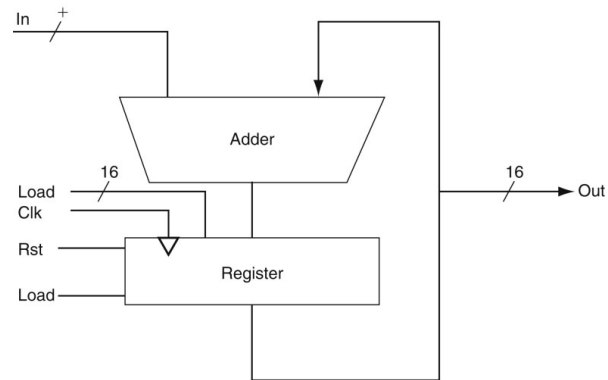 In
+
Adder
Load
16
Clk
16
Out
Rst
Register
Load